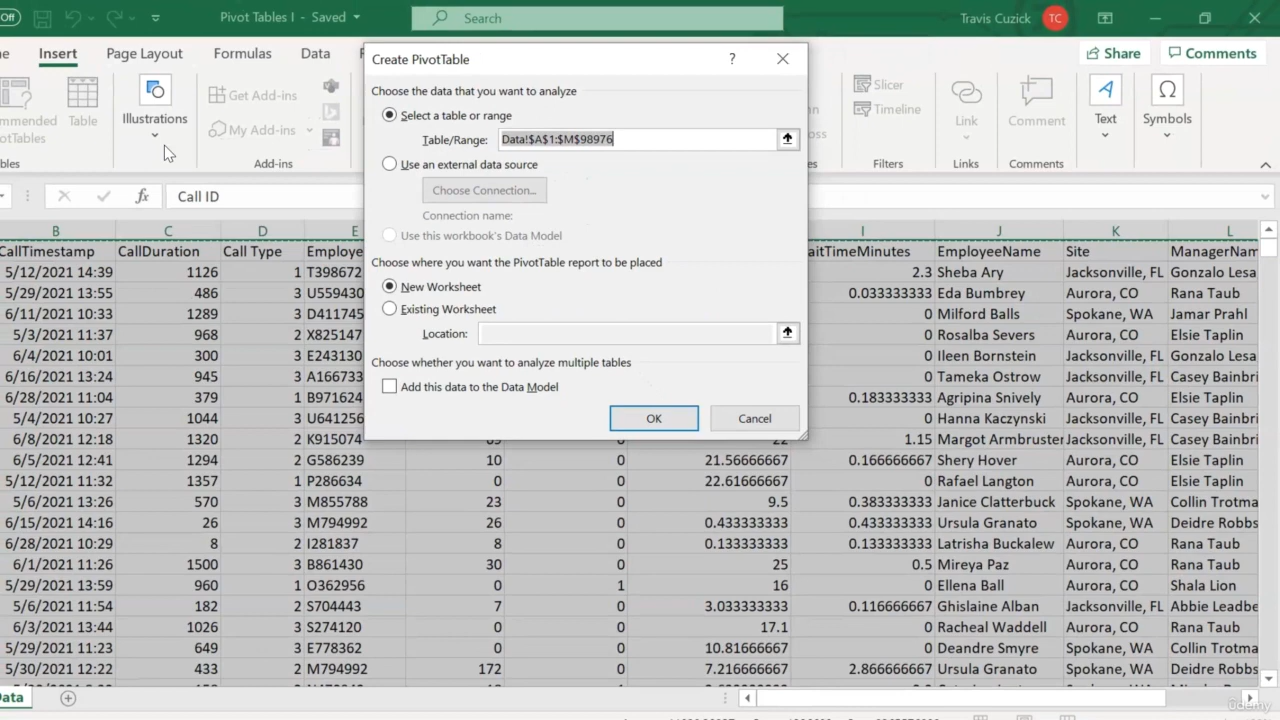 Off
Pivot Tables I - Saved
Search
Travis Cuzick
TC
Insert
Page Layout
Formulas
Data
Share
Comments
Table
Illustrations
Get Add-ins
My Add-ins
Add-ins
Slicer
Timeline
Filters
Link
Links
Comment
Comments
Text
Symbols
Create PivotTable
?
Choose the data that you want to analyze
Select a table or range
Table/Range: Data!$A$1:$M$98976
Use an external data source
Choose Connection...
Connection name:
Use this workbook's Data Model
Choose where you want the PivotTable report to be placed
New Worksheet
Existing Worksheet
Location:
Choose whether you want to analyze multiple tables
Add this data to the Data Model
OK
Cancel
fx Call ID
B C D E I J K L
CallTimestamp CallDuration Call Type Employe aitTimeMinutes EmployeeName Site ManagerNam
5/12/2021 14:39 1126 1 T398672 2.3 Sheba Ary Jacksonville, FL Gonzalo Lesa
5/29/2021 13:55 486 3 U559430 0.033333333 Eda Bumbrey Aurora, CO Rana Taub
6/11/2021 10:33 1289 3 D411745 0 Milford Balls Spokane, WA Jamar Prahl
5/3/2021 11:37 968 2 X825147 0 Rosalba Severs Aurora, CO Elsie Taplin
6/4/2021 10:01 300 3 E243130 0 Ileen Bornstein Jacksonville, FL Gonzalo Lesa
6/16/2021 13:24 945 3 A166733 0 Tameka Ostrow Jacksonville, FL Casey Bainbri
6/28/2021 11:04 379 1 B971624 0.183333333 Agripina Snively Aurora, CO Elsie Taplin
5/4/2021 10:27 1044 3 U641256 0 Hanna Kaczynski Jacksonville, FL Casey Bainbri
6/8/2021 12:18 1320 2 K915074 1.15 Margot Armbruster Jacksonville, FL Casey Bainbri
6/5/2021 12:41 1294 2 G586239 10 0 21.56666667 0.166666667 Shery Hover Aurora, CO Elsie Taplin
5/12/2021 11:32 1357 1 P286634 0 0 22.61666667 0 Rafael Langton Aurora, CO Elsie Taplin
5/6/2021 13:26 570 3 M855788 23 0 9.5 0.383333333 Janice Clatterbuck Spokane, WA Collin Trotma
6/15/2021 14:16 26 3 M794992 26 0 0.433333333 0.433333333 Ursula Granato Spokane, WA Deidre Robbs
6/28/2021 10:29 8 2 I281837 8 0 0.133333333 0.133333333 Latrisha Buckalew Aurora, CO Rana Taub
6/1/2021 11:26 1500 3 B861430 30 0 25 0.5 Mireya Paz Aurora, CO Rana Taub
5/29/2021 13:59 960 1 O362956 0 1 16 0 Ellena Ball Aurora, CO Shala Lion
5/6/2021 11:54 182 2 S704443 7 0 3.033333333 0.116666667 Ghislaine Alban Jacksonville, FL Abbie Leadbe
6/3/2021 13:44 1026 3 S274120 0 0 17.1 0 Racheal Waddell Aurora, CO Rana Taub
5/29/2021 11:23 649 3 E778362 0 0 10.81666667 0 Deandre Smyre Spokane, WA Collin Trotma
5/30/2021 12:22 433 2 M794992 172 0 7.216666667 2.866666667 Ursula Granato Spokane, WA Rana Taub
Data
udemy